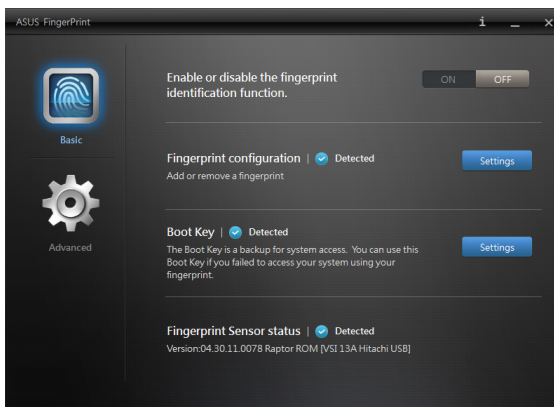 ASUS FingerPrint
i
Enable or disable the fingerprint
identification function.
ON OFF
Basic
Fingerprint configuration | Detected
Settings
Add or remove a fingerprint
Boot Key | Detected
Advanced
The Boot Key is a backup for system access. You can use this
Settings
Boot Key if you failed to access your system using your
fingerprint.
Fingerprint Sensor status | Detected
Version:04.30.11.0078 Raptor ROM [VSI 13A Hitachi USB]